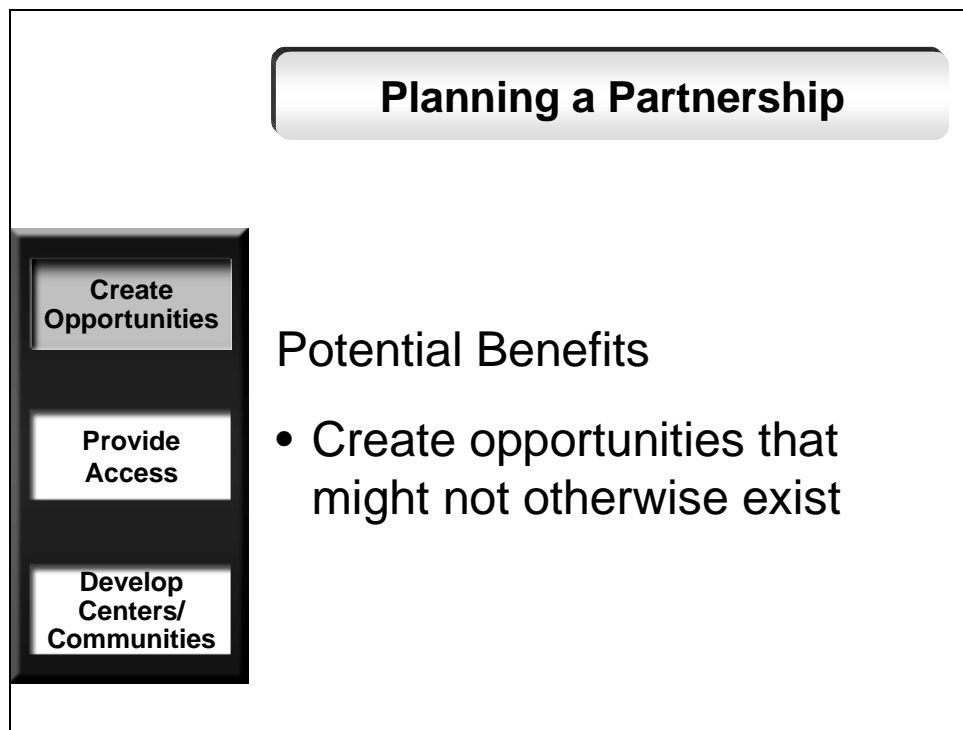 Planning a Partnership
Create
Opportunities
Provide
Access
Develop
Centers/
Communities
Potential Benefits
• Create opportunities that
might not otherwise exist